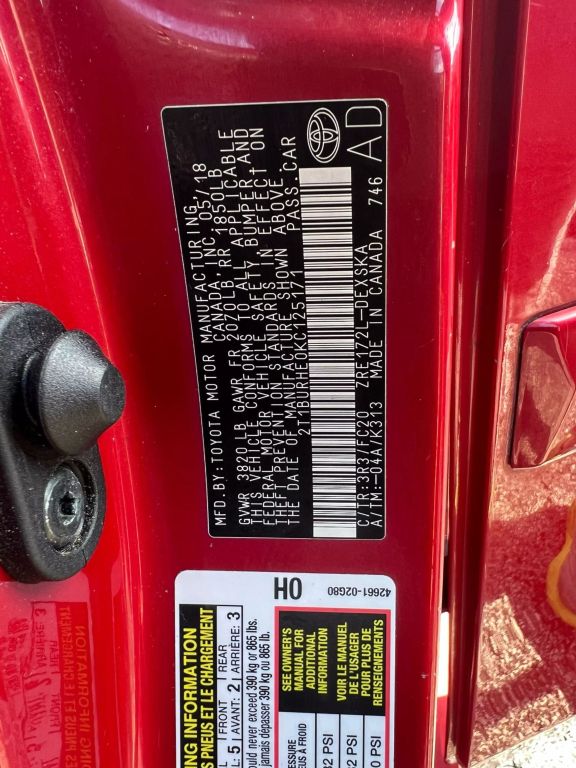 MFD.BY:TOYOTA MOTOR MANUFACTURING,
CANADA, INC. 05/18
GVWR 3820LB GAWR FR 2070LB RR 1850LB
THIS VEHICLE CONFORMS TO ALL APPLICABLE
FEDERAL MOTOR VEHICLE SAFETY, BUMPER, AND
THEFT PREVENTION STANDARDS IN EFFECT ON
THE DATE OF MANUFACTURE SHOWN ABOVE.
2T1BURHE0KC125171 PASS.CAR
C/TR:3R3/FC20 ZRE172L-DEXSKA
A/TM:-04A/K313 MADE IN CANADA 746
AD
H0
42661-02G80
PNEUS ET LE CHARGEMENT
FRONT
REAR
5
AVANT: 2
ARRIÈRE: 3
never exceed 390 kg or 865 lbs.
jamais dépasser 390 kg ou 865 lb.
SEE OWNER'S
MANUAL FOR
ADDITIONAL
INFORMATION
VOIR LE MANUEL
DE L'USAGER
POUR PLUS DE
RENSEIGNEMENTS
PSI
PSI
PSI